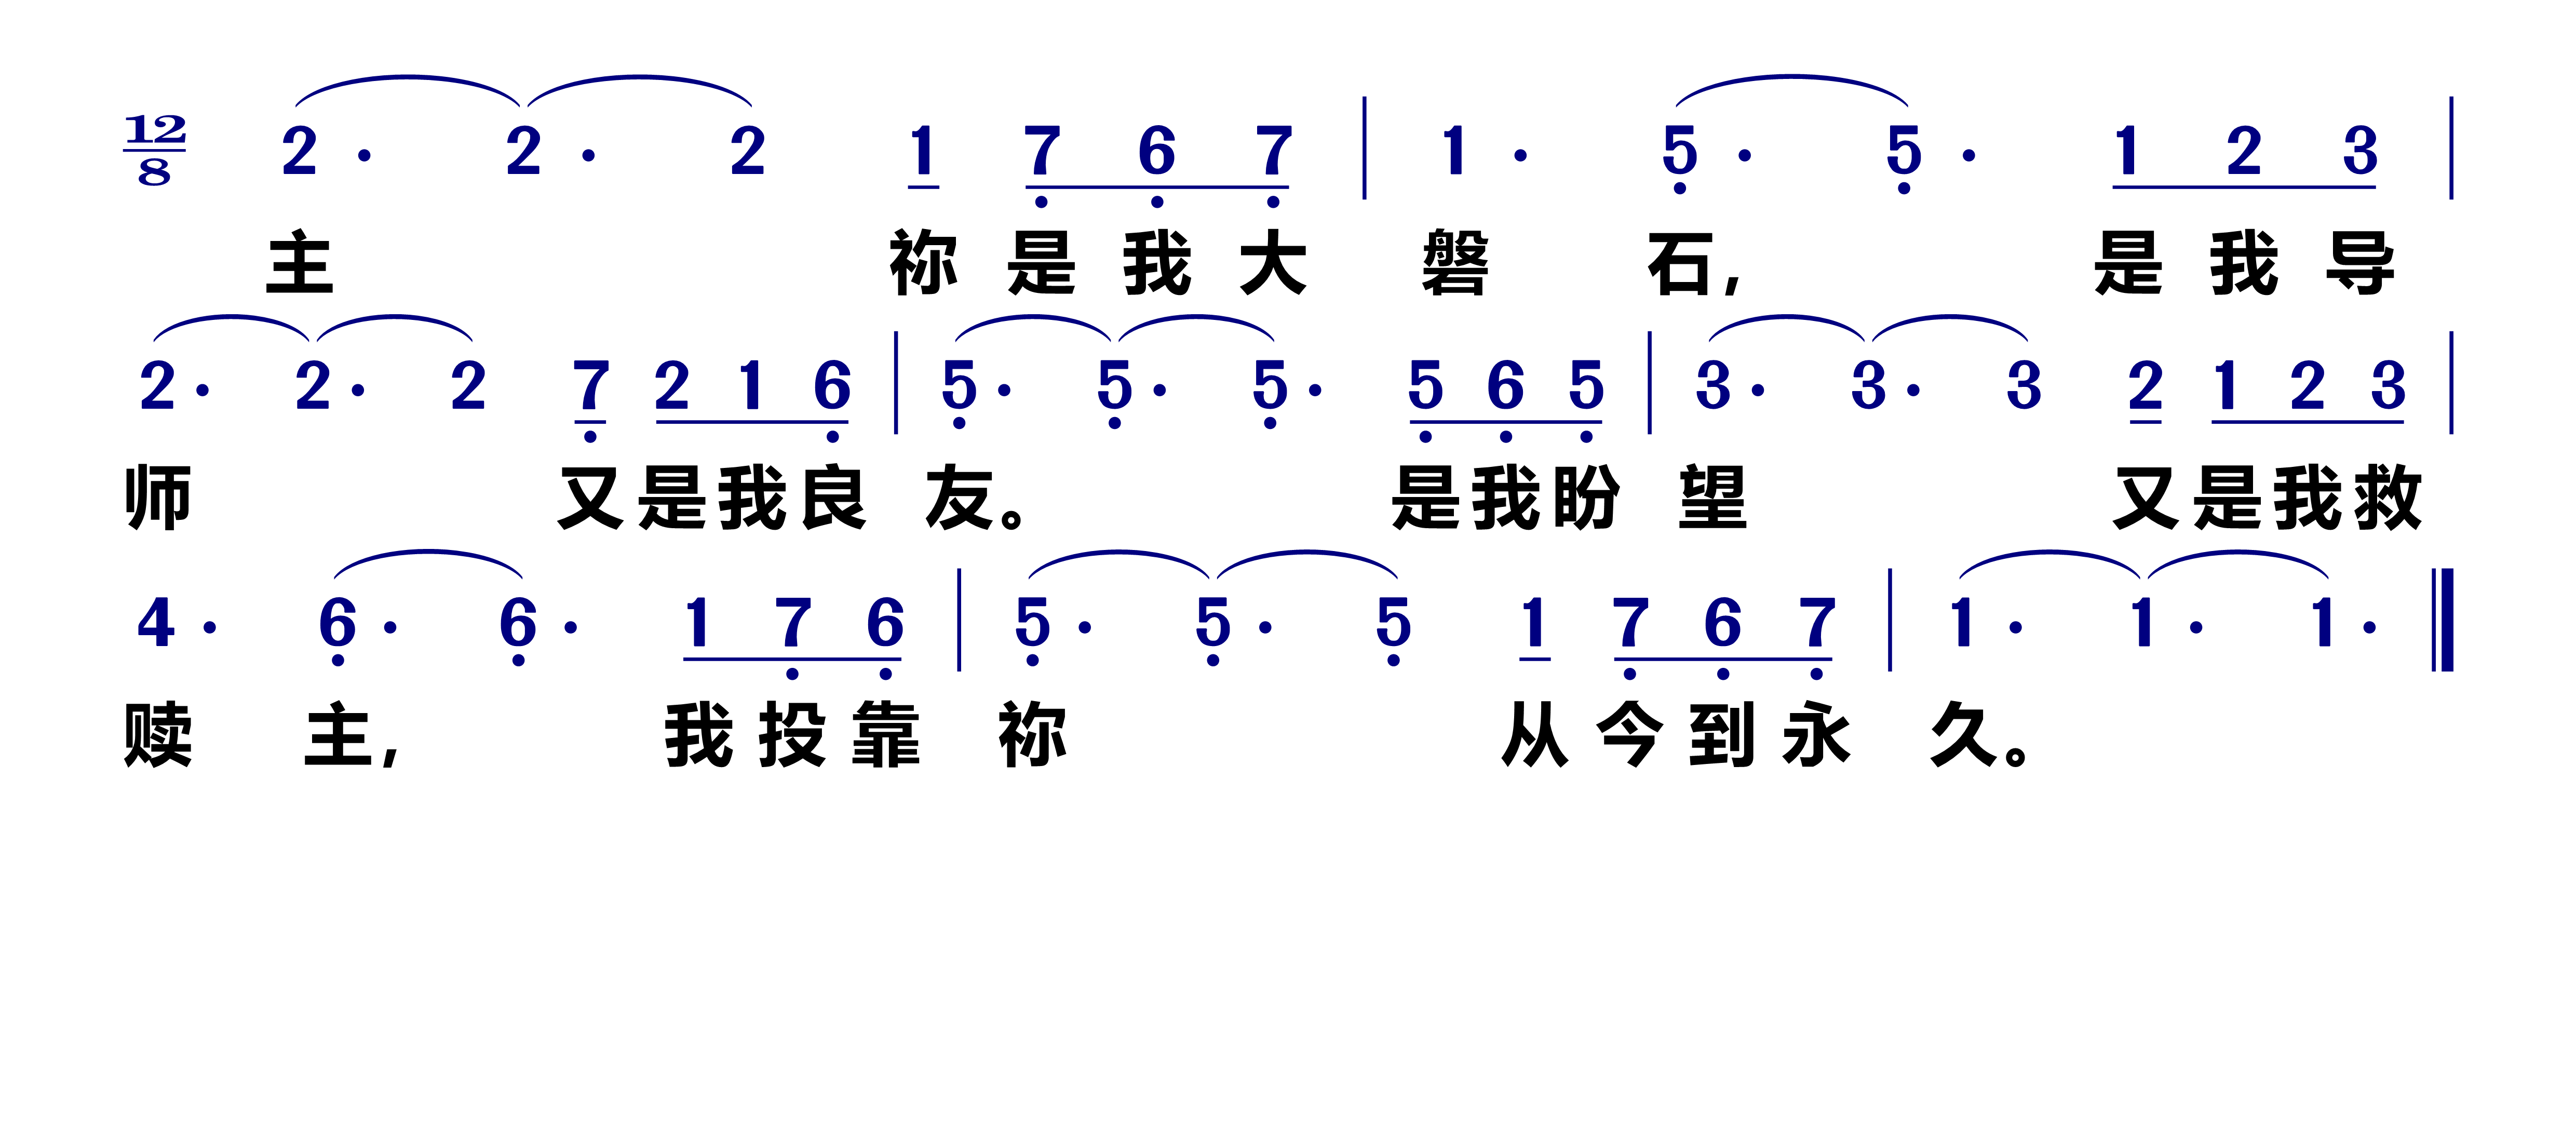 12/8 2· 2· 2 1 7 6 7 | 1· 5· 5· 1 2 3 |
主 祢是我大 磐 石, 是我导
2· 2· 2 7 2 1 6 | 5· 5· 5· 5 6 5 | 3· 3· 3 2 1 2 3 |
师 又是我良 友。 是我盼 望 又是我救
4· 6· 6· 1 7 6 | 5· 5· 5 1 7 6 7 | 1· 1· 1·
赎 主, 我投靠 祢 从今到永 久。